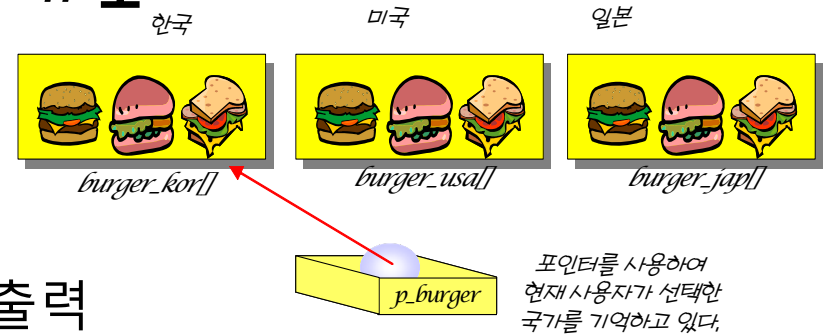 한국
미국
일본
burger_kor[]
burger_usa[]
burger_jap[]
p_burger
포인터를 사용하여
현재 사용자가 선택한
국가를 기억하고 있다.
출력